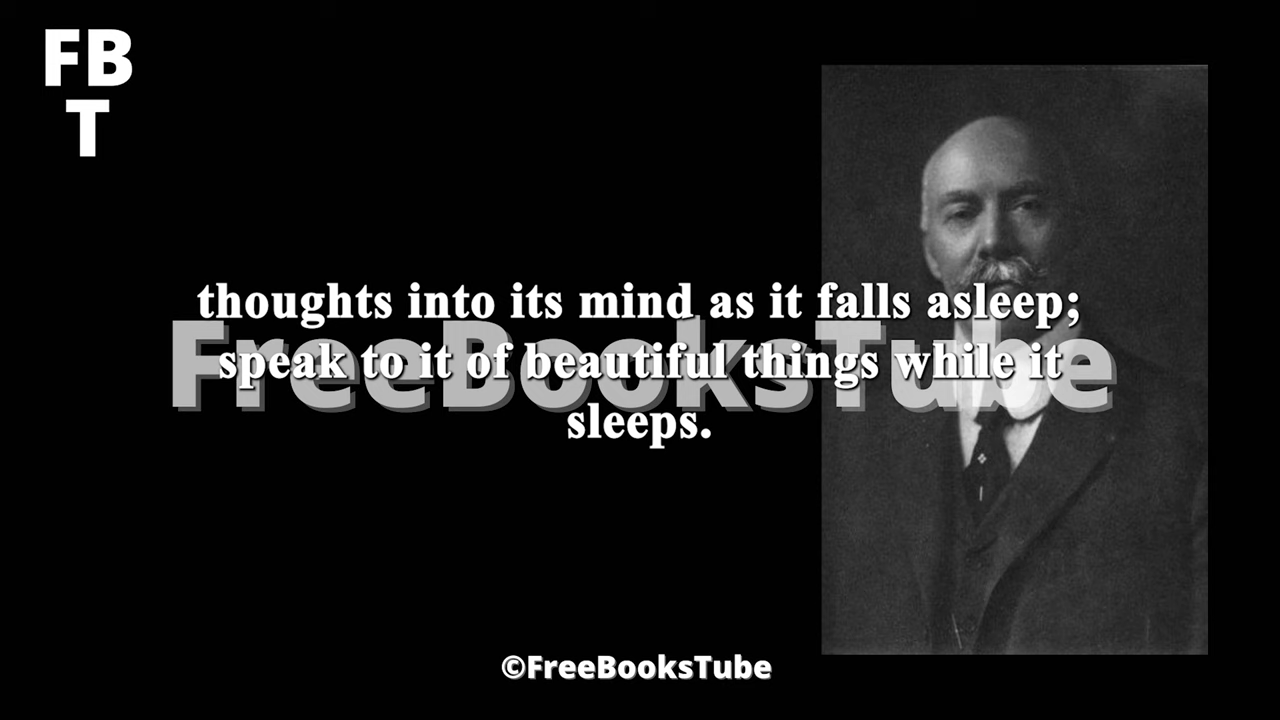 FB
T
thoughts into its mind as it falls asleep;
FreeBooksTube
speak to it of beautiful things while it
sleeps.
©FreeBooksTube